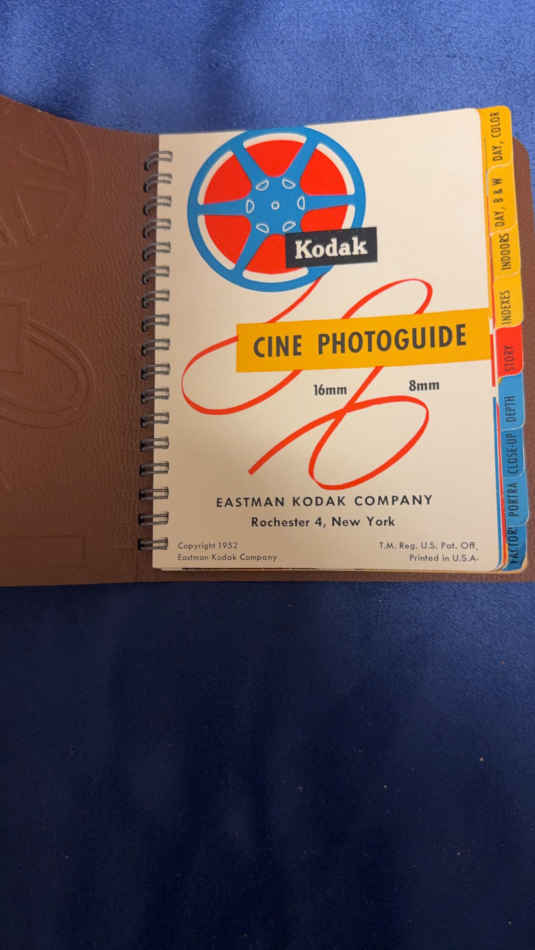 Kodak
CINE PHOTOGUIDE
16mm 8mm
EASTMAN KODAK COMPANY
Rochester 4, New York
Copyright 1952
Eastman Kodak Company
T.M. Reg. U.S. Pat. Off.
Printed in U.S.A.
DAY, COLOR
DAY, B & W
INDOORS
INDEXES
STORY
DEPTH
CLOSE-UP
PORTRA
FACTOR